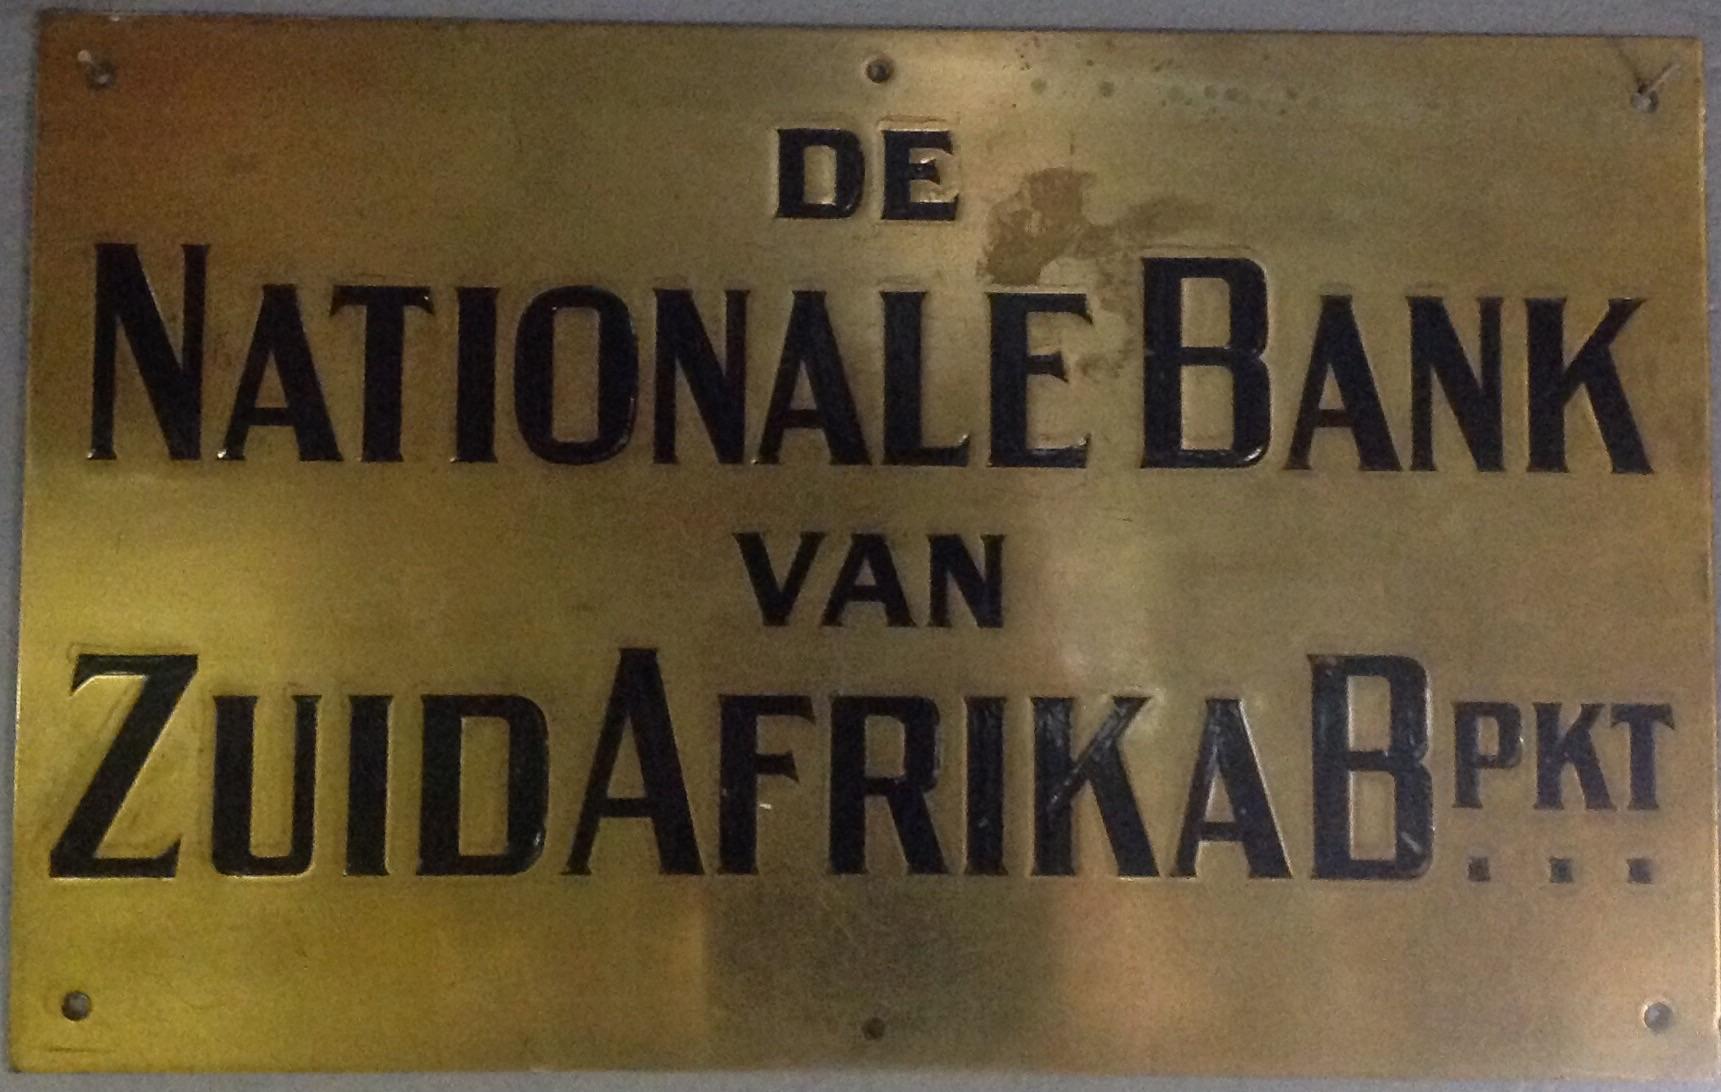 DE
NATIONALE BANK
VAN
ZUID AFRIKA BPKT...